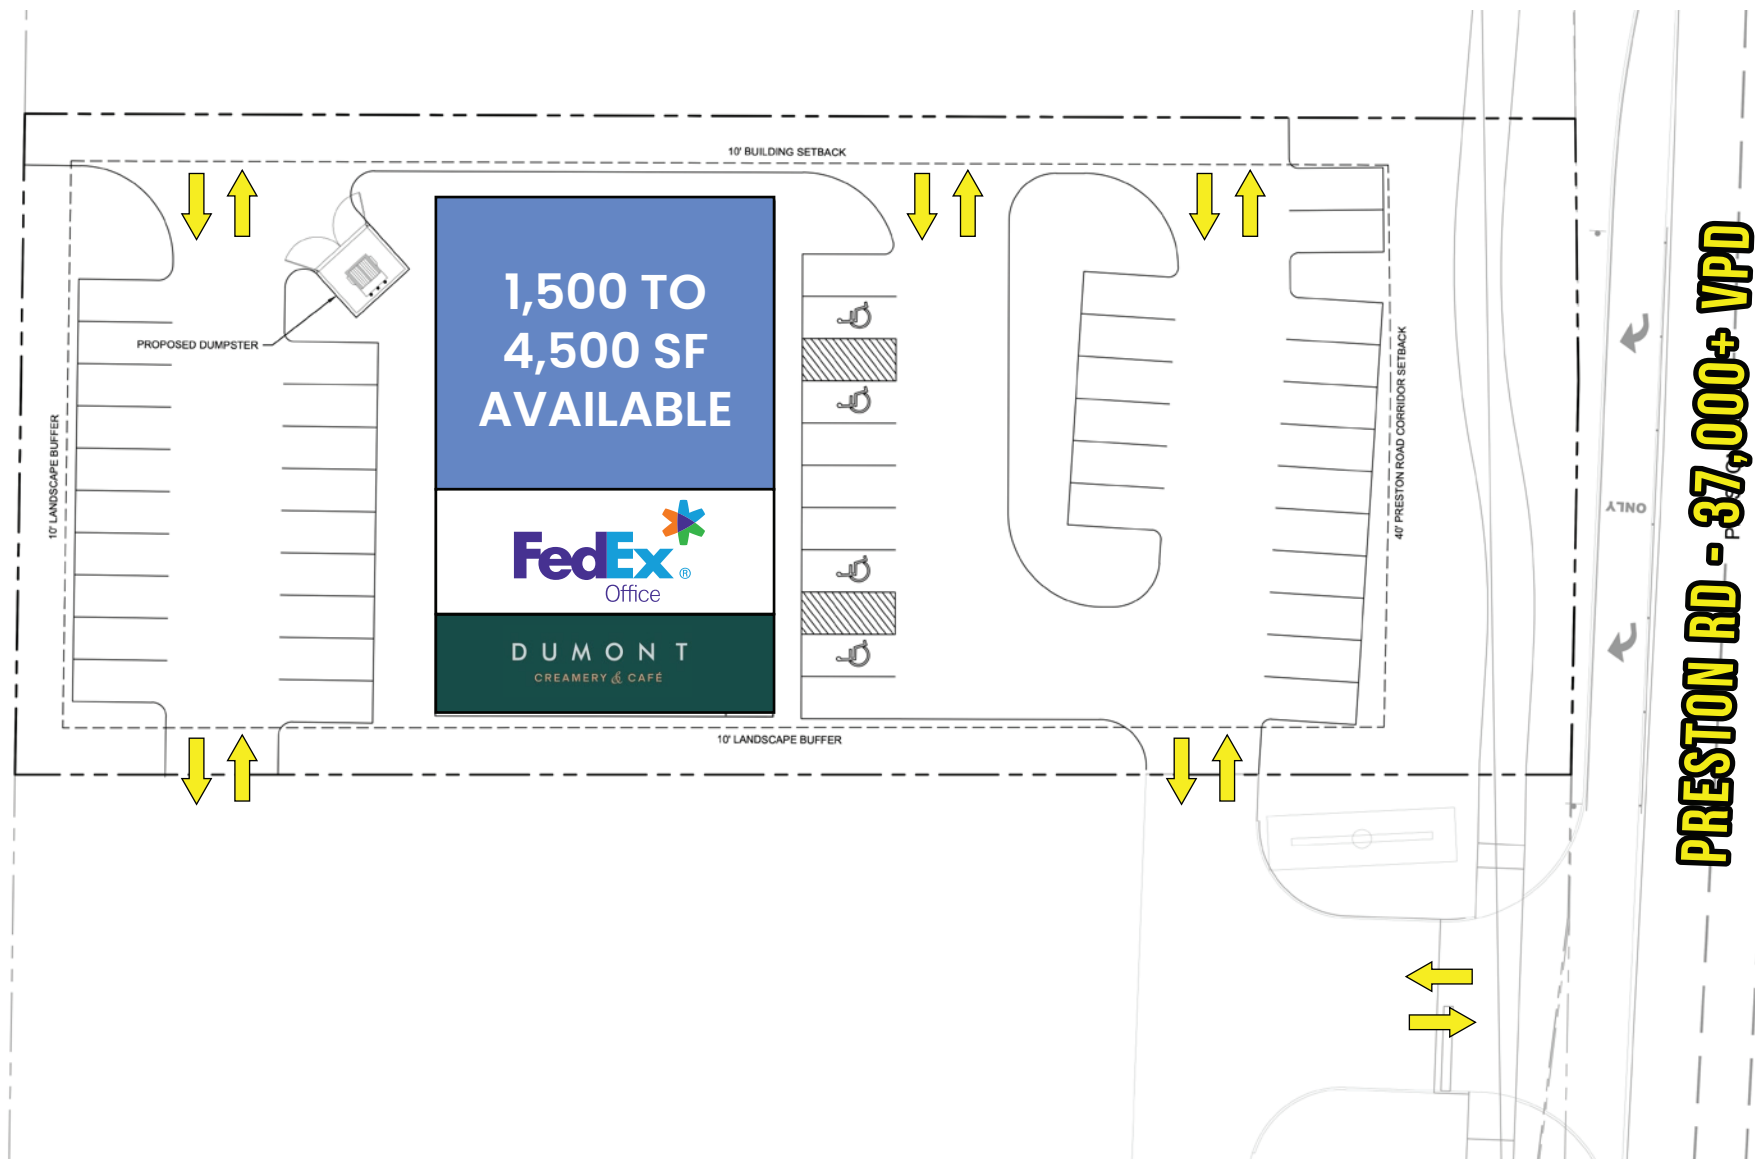 10' BUILDING SETBACK
1,500 TO
4,500 SF
AVAILABLE
PROPOSED DUMPSTER
10' LANDSCAPE BUFFER
FedEx®
Office
DUMONT
CREAMERY & CAFÉ
10' LANDSCAPE BUFFER
40' PRESTON ROAD CORRIDOR SETBACK
ONLY
PRESTON RD - 37,000+ VPD